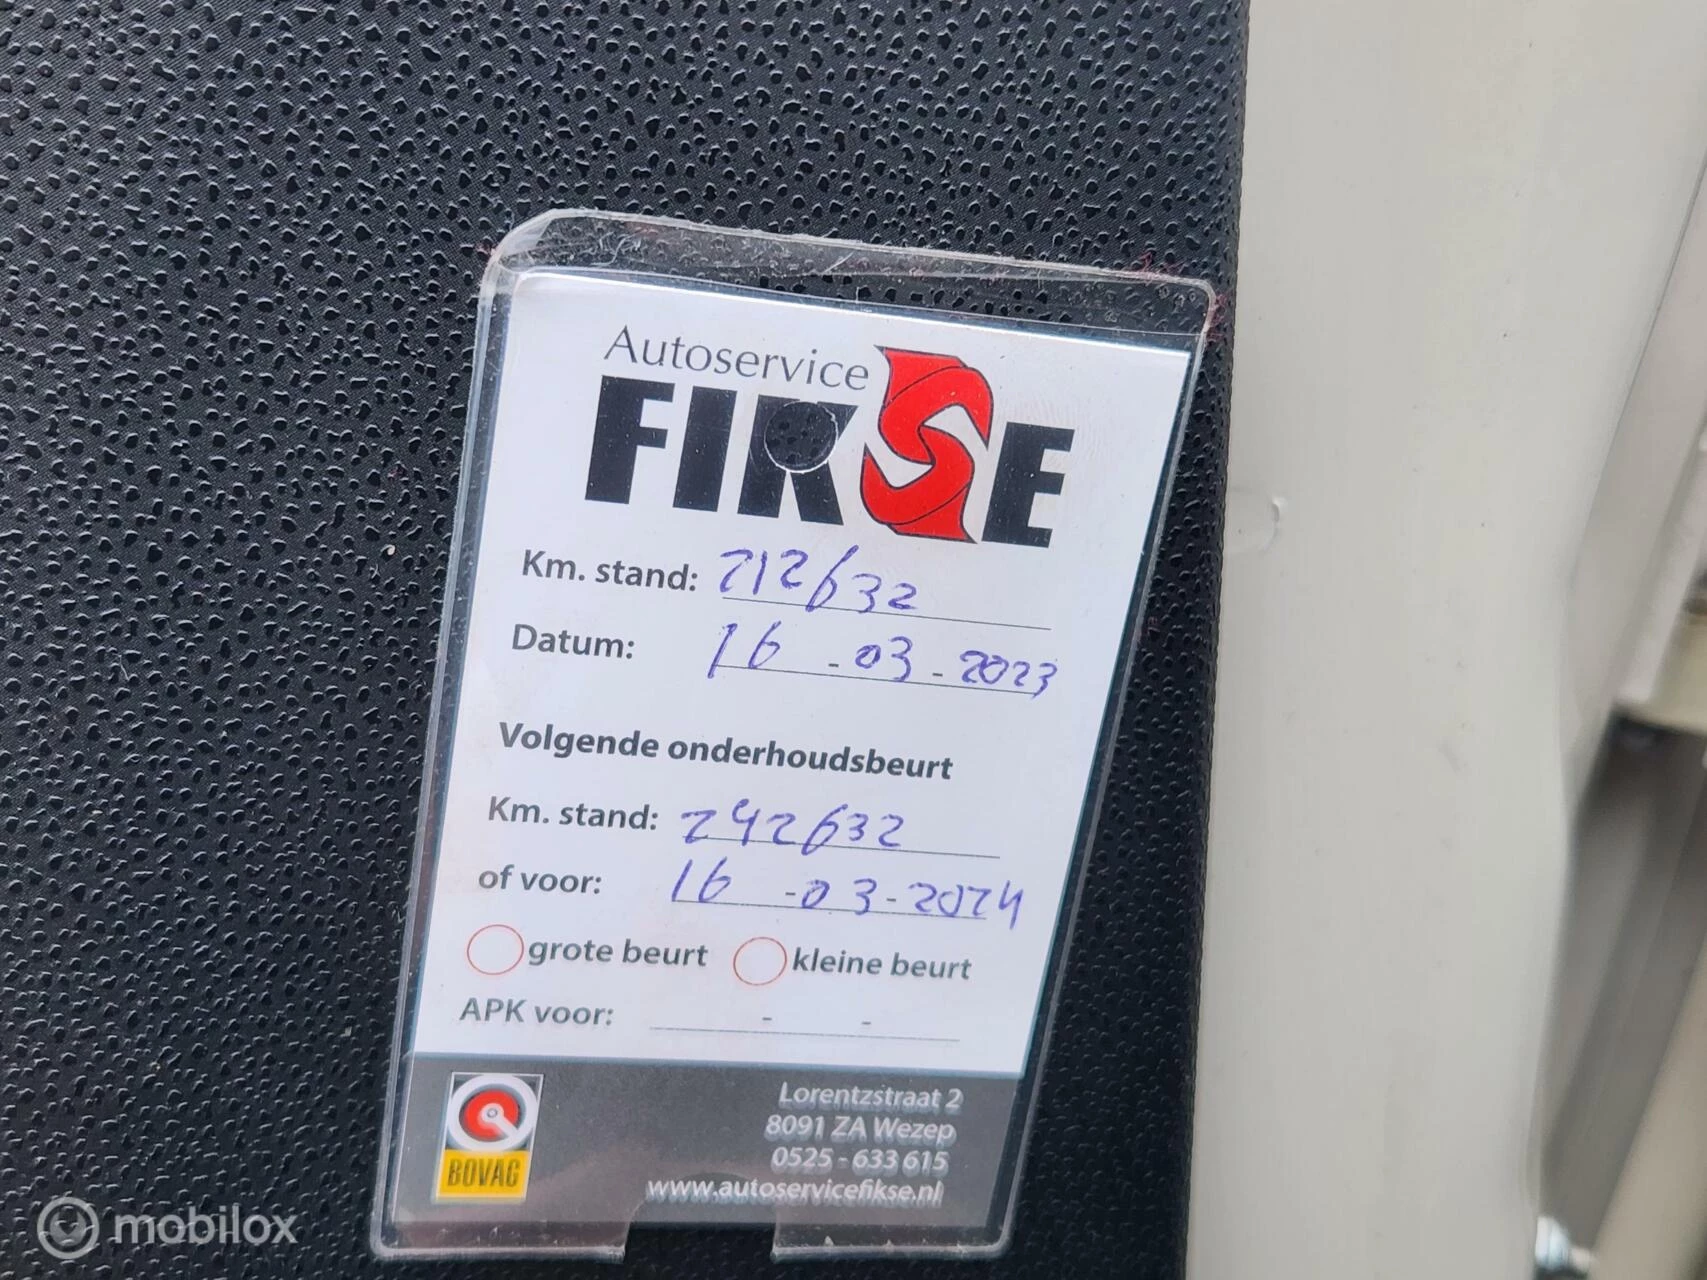 Autoservice
FIKSE
Km. stand: 212632
Datum: 16 - 03 - 2023
Volgende onderhoudsbeurt
Km. stand: 242632
of voor: 16 - 03 - 2024
grote beurt kleine beurt
APK voor: - -
Lorentzstraat 2
8091 ZA Wezep
0525 - 633 615
www.autoservicefikse.nl
BOVAG
mobilox